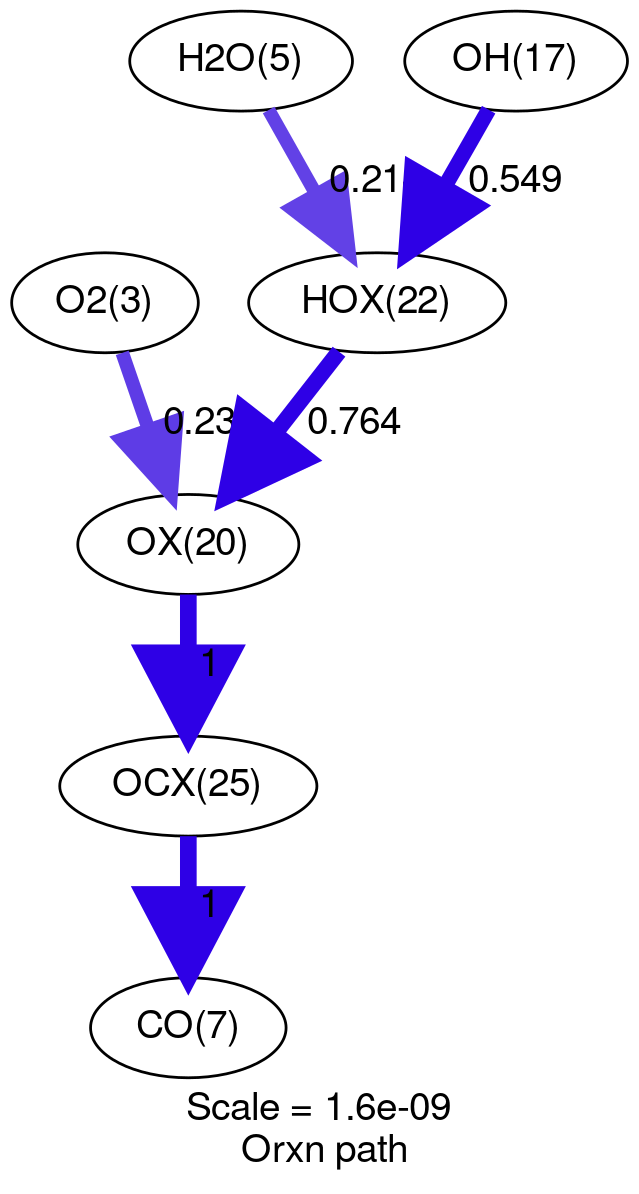 H2O(5)
OH(17)
0.21
0.549
O2(3)
HOX(22)
0.23
0.764
OX(20)
1
OCX(25)
1
CO(7)
Scale = 1.6e-09
Orxn path